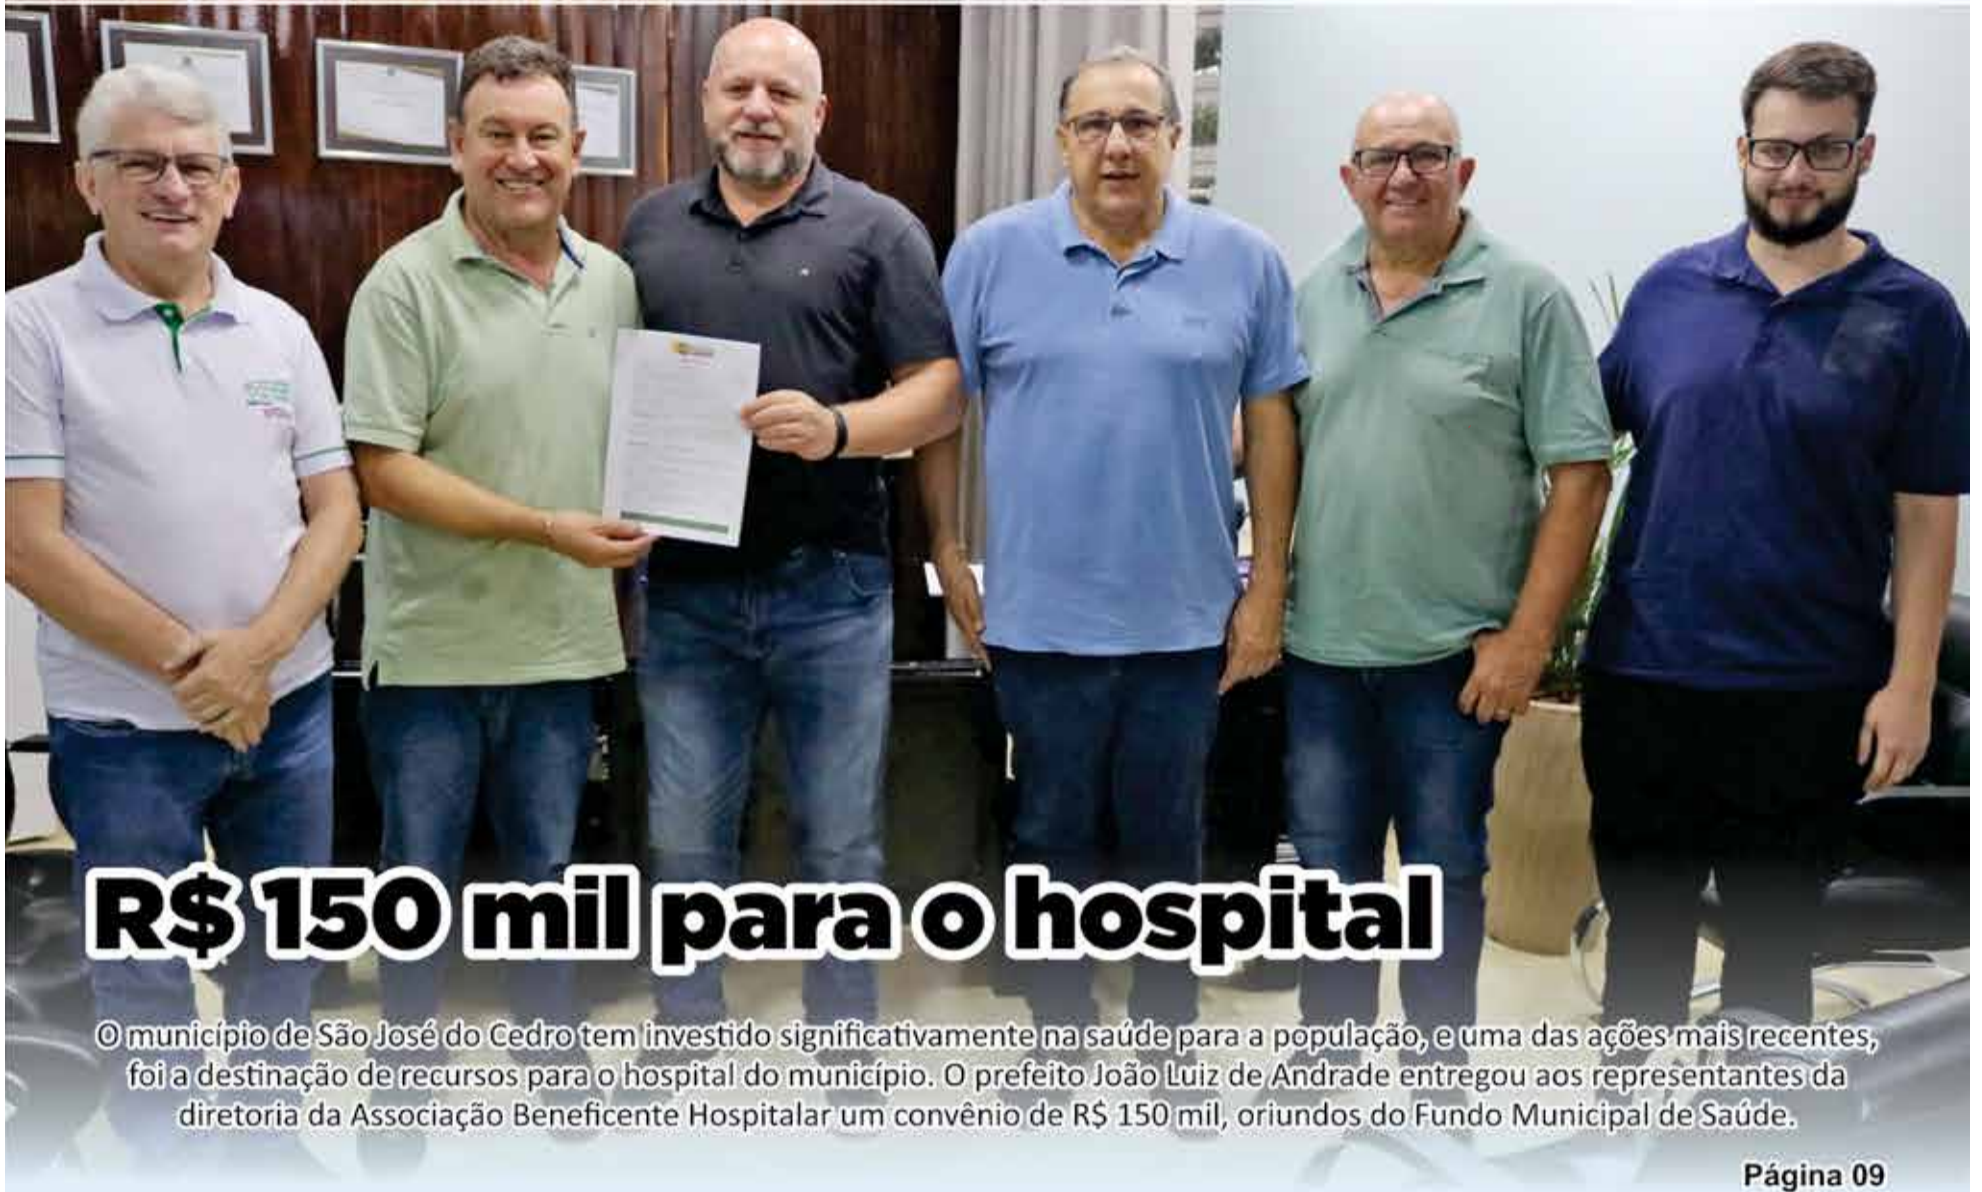 R$ 150 mil para o hospital
O município de São José do Cedro tem investido significativamente na saúde para a população, e uma das ações mais recentes,
foi a destinação de recursos para o hospital do município. O prefeito João Luiz de Andrade entregou aos representantes da
diretoria da Associação Beneficente Hospitalar um convênio de R$ 150 mil, oriundos do Fundo Municipal de Saúde.
Página 09